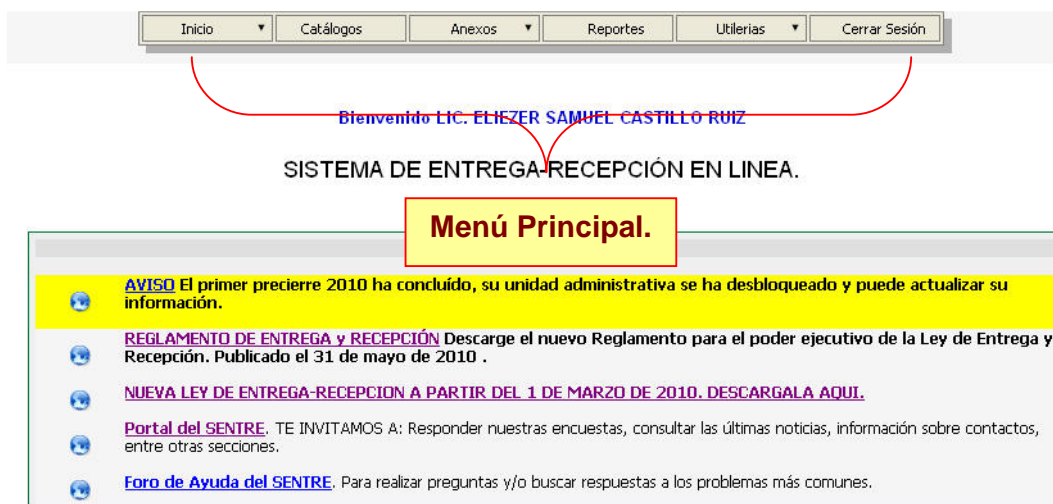 Inicio Catálogos Anexos Reportes Utilerias Cerrar Sesión
Bienvenido LIC. ELIEZER SAMUEL CASTILLO RUIZ
SISTEMA DE ENTREGA-RECEPCIÓN EN LINEA.
Menú Principal.
AVISO El primer precierre 2010 ha concluído, su unidad administrativa se ha desbloqueado y puede actualizar su
información.
REGLAMENTO DE ENTREGA y RECEPCIÓN Descarge el nuevo Reglamento para el poder ejecutivo de la Ley de Entrega y
Recepción. Publicado el 31 de mayo de 2010 .
NUEVA LEY DE ENTREGA-RECEPCION A PARTIR DEL 1 DE MARZO DE 2010. DESCARGALA AQUI.
Portal del SENTRE. TE INVITAMOS A: Responder nuestras encuestas, consultar las últimas noticias, información sobre contactos,
entre otras secciones.
Foro de Ayuda del SENTRE. Para realizar preguntas y/o buscar respuestas a los problemas más comunes.